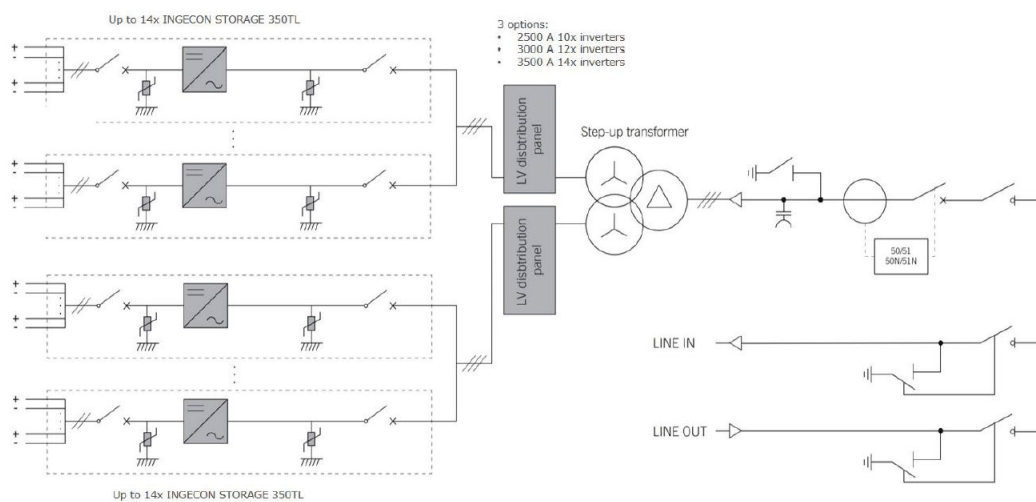 Up to 14x INGECON STORAGE 350TL
3 options:
• 2500 A 10x inverters
• 3000 A 12x inverters
• 3500 A 14x inverters
LV disbtribution
panel
Step-up transformer
50/51
50N/51N
LV disbtribution
panel
LINE IN
LINE OUT
Up to 14x INGECON STORAGE 350TL